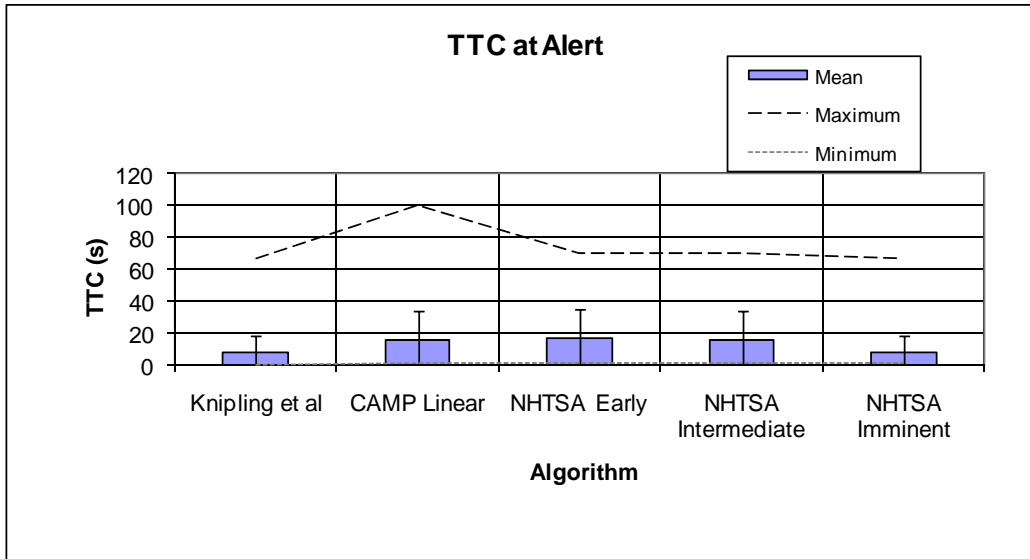 TTC at Alert
Mean
Maximum
Minimum
120
100
80
60
40
20
0
TTC (s)
Knipling et al
CAMP Linear
NHTSA Early
NHTSA
Intermediate
NHTSA
Imminent
Algorithm